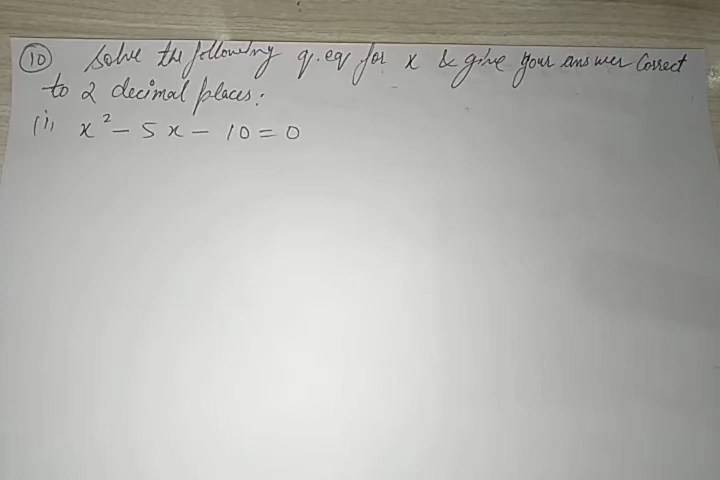 (10) Solve the following q.eq for x & give your answer Correct
to 2 decimal places:
(i) x² - 5x - 10 = 0